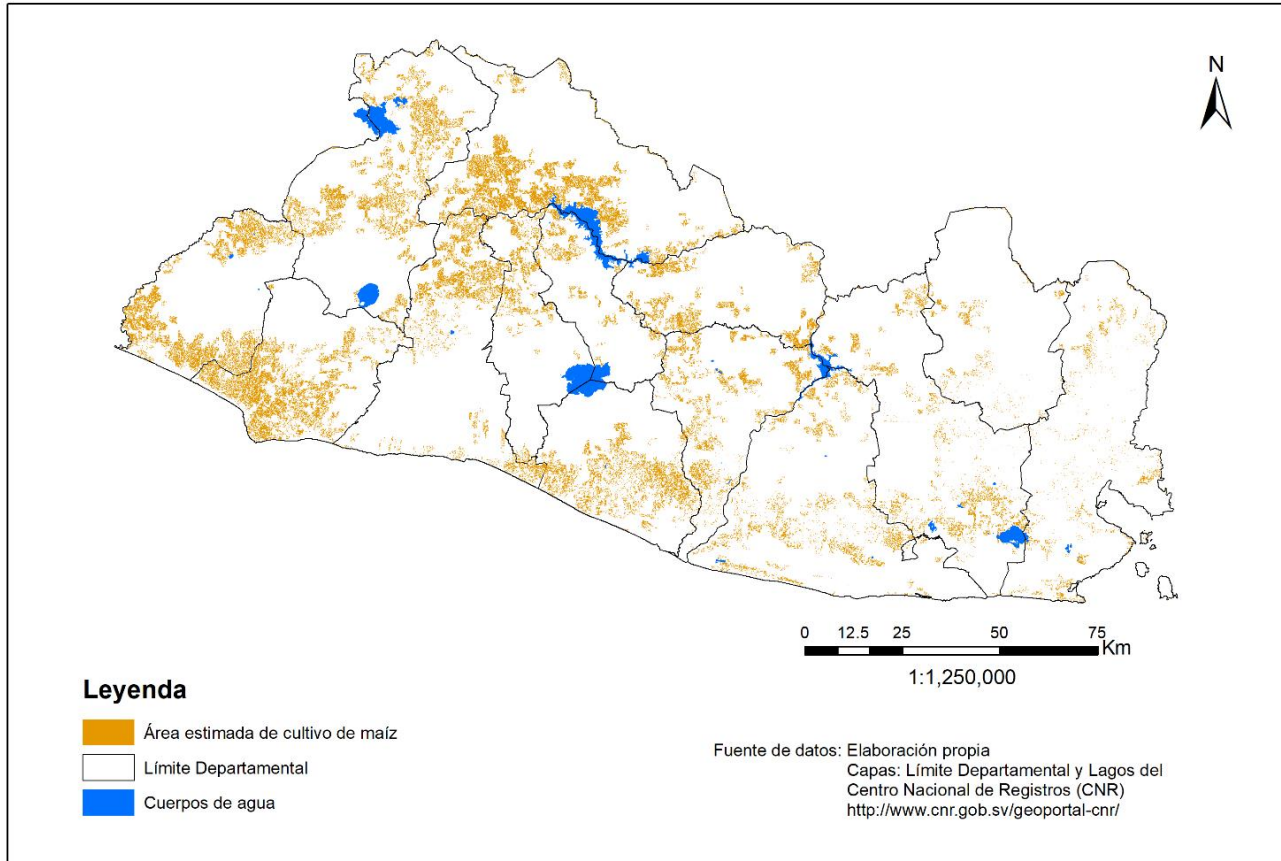 N
0 12.5 25 50 75
Km
1:1,250,000
Leyenda
Área estimada de cultivo de maíz
Límite Departamental
Cuerpos de agua
Fuente de datos: Elaboración propia
Capas: Límite Departamental y Lagos del
Centro Nacional de Registros (CNR)
http://www.cnr.gob.sv/geoportal-cnr/